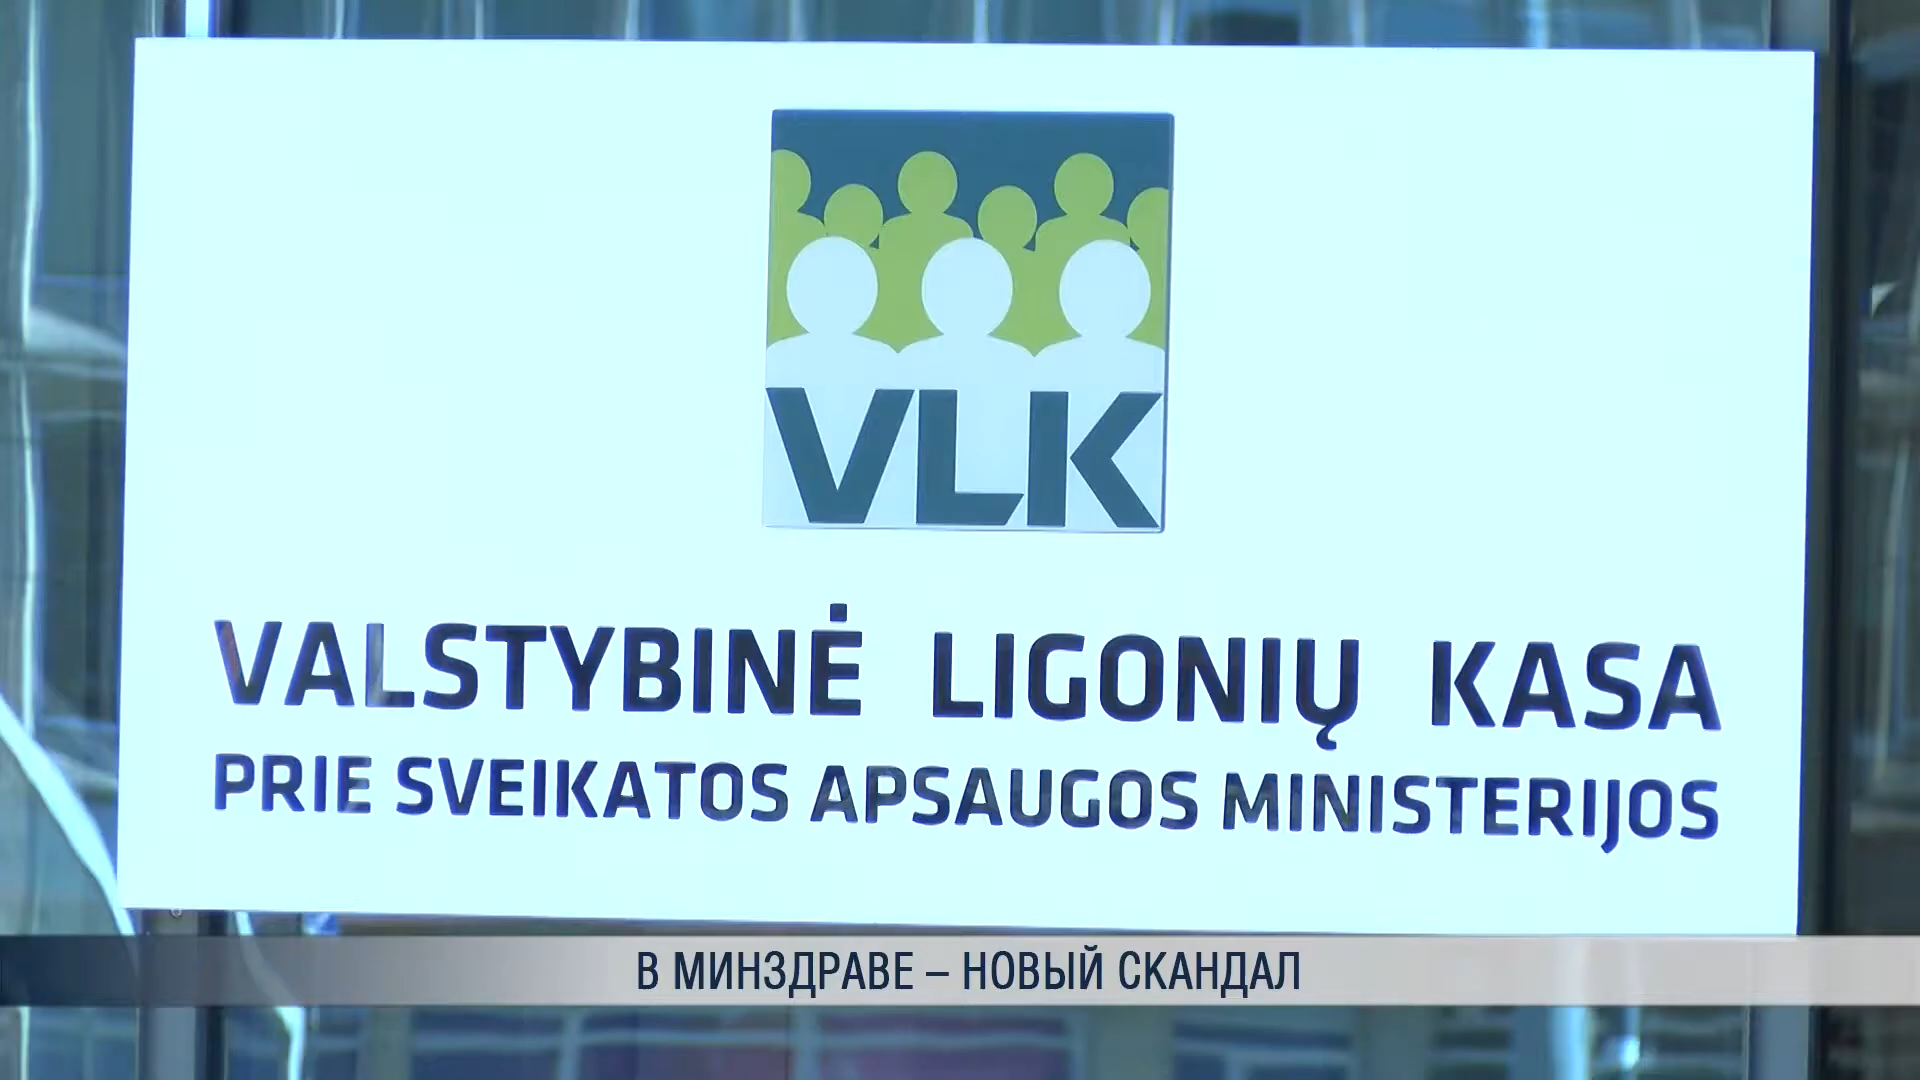 VLK
VALSTYBINĖ LIGONIŲ KASA
PRIE SVEIKATOS APSAUGOS MINISTERIJOS
В МИНЗДРАВЕ – НОВЫЙ СКАНДАЛ